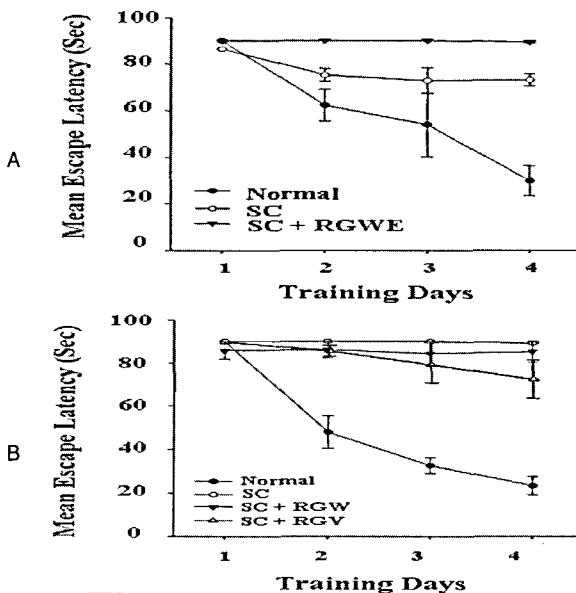 A
Mean Escape Latency (Sec)
100
80
60
40
20
0
Normal
SC
SC + RGWE
1 2 3 4
Training Days
B
Mean Escape Latency (Sec)
100
80
60
40
20
0
Normal
SC
SC + RGW
SC + RGV
1 2 3 4
Training Days